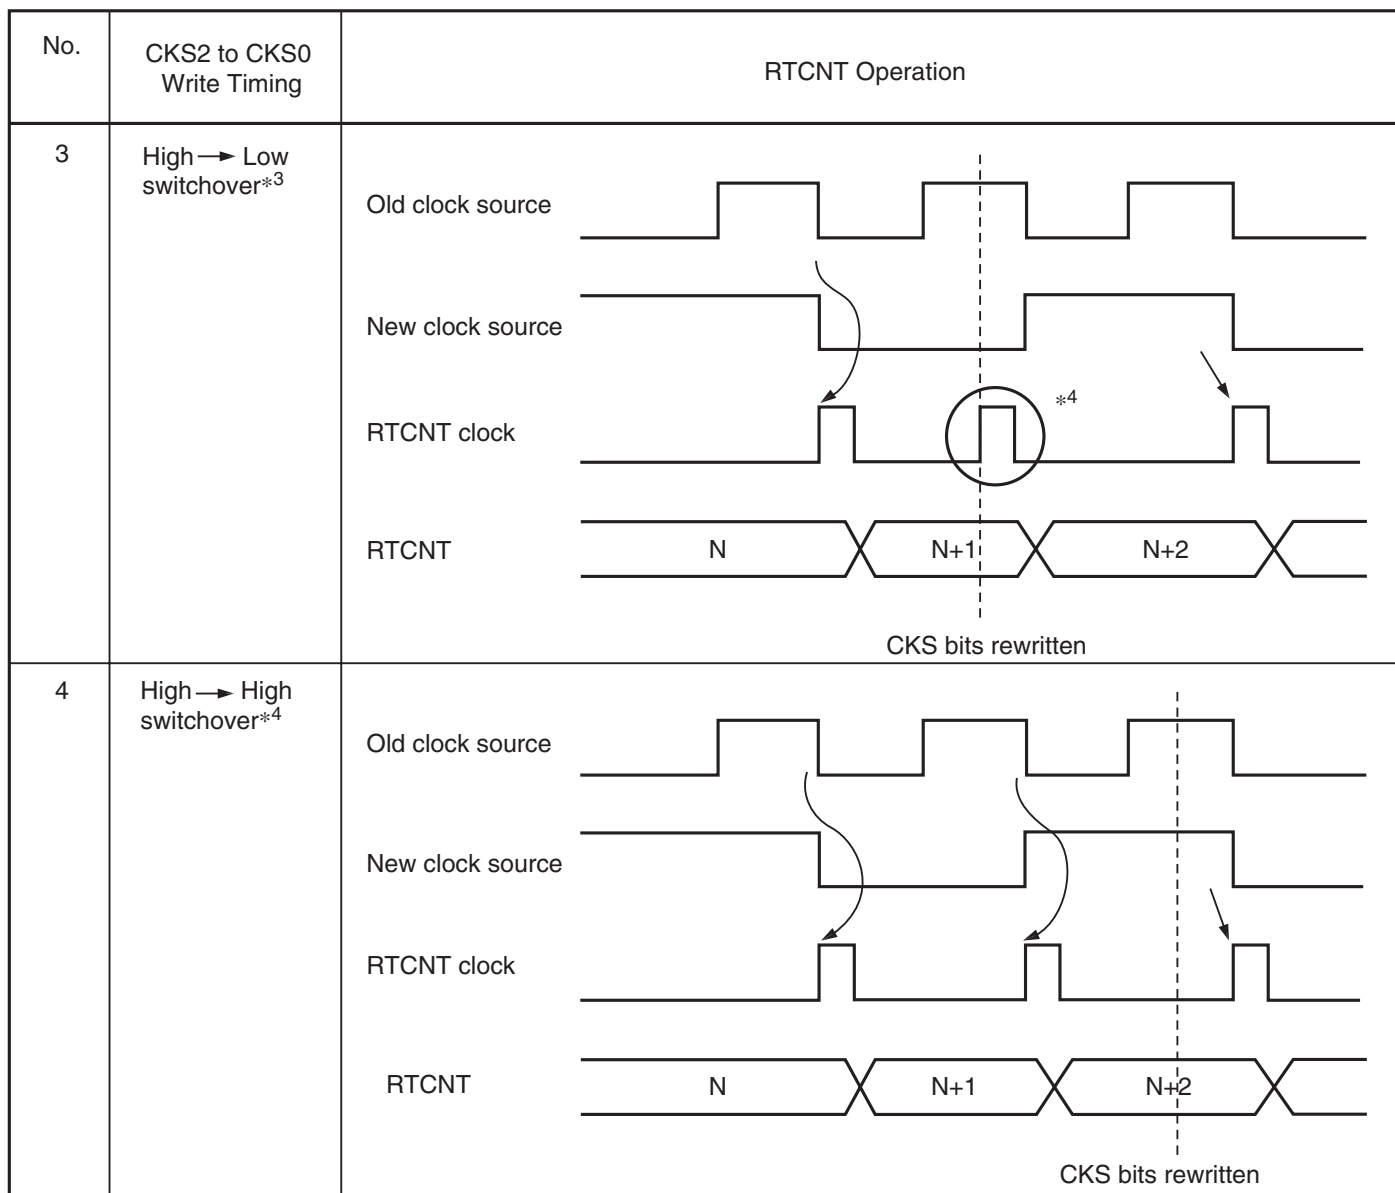 No.
CKS2 to CKS0
Write Timing
RTCNT Operation
3
High → Low
switchover*3
Old clock source
New clock source
RTCNT clock
*4
RTCNT
N
N+1
N+2
CKS bits rewritten
4
High → High
switchover*4
Old clock source
New clock source
RTCNT clock
RTCNT
N
N+1
N+2
CKS bits rewritten